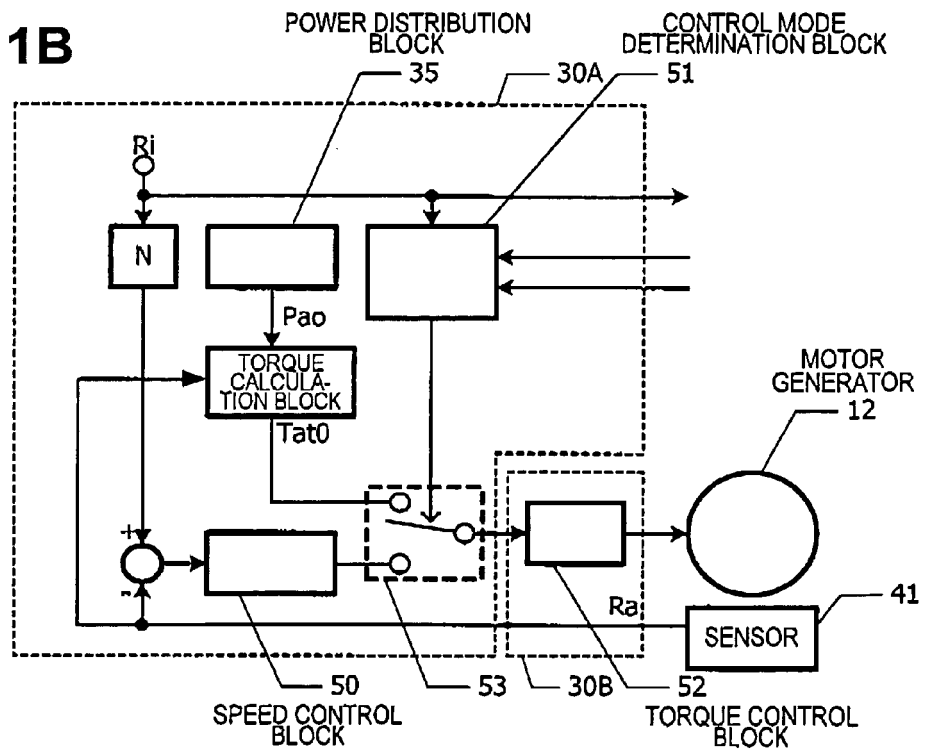 1B
POWER DISTRIBUTION
BLOCK
35
30A
CONTROL MODE
DETERMINATION BLOCK
51
Ri
N
Pao
TORQUE
CALCULA-
TION BLOCK
Tat0
MOTOR
GENERATOR
12
+
-
Ra
41
SENSOR
50
SPEED CONTROL
BLOCK
53
30B
52
TORQUE CONTROL
BLOCK